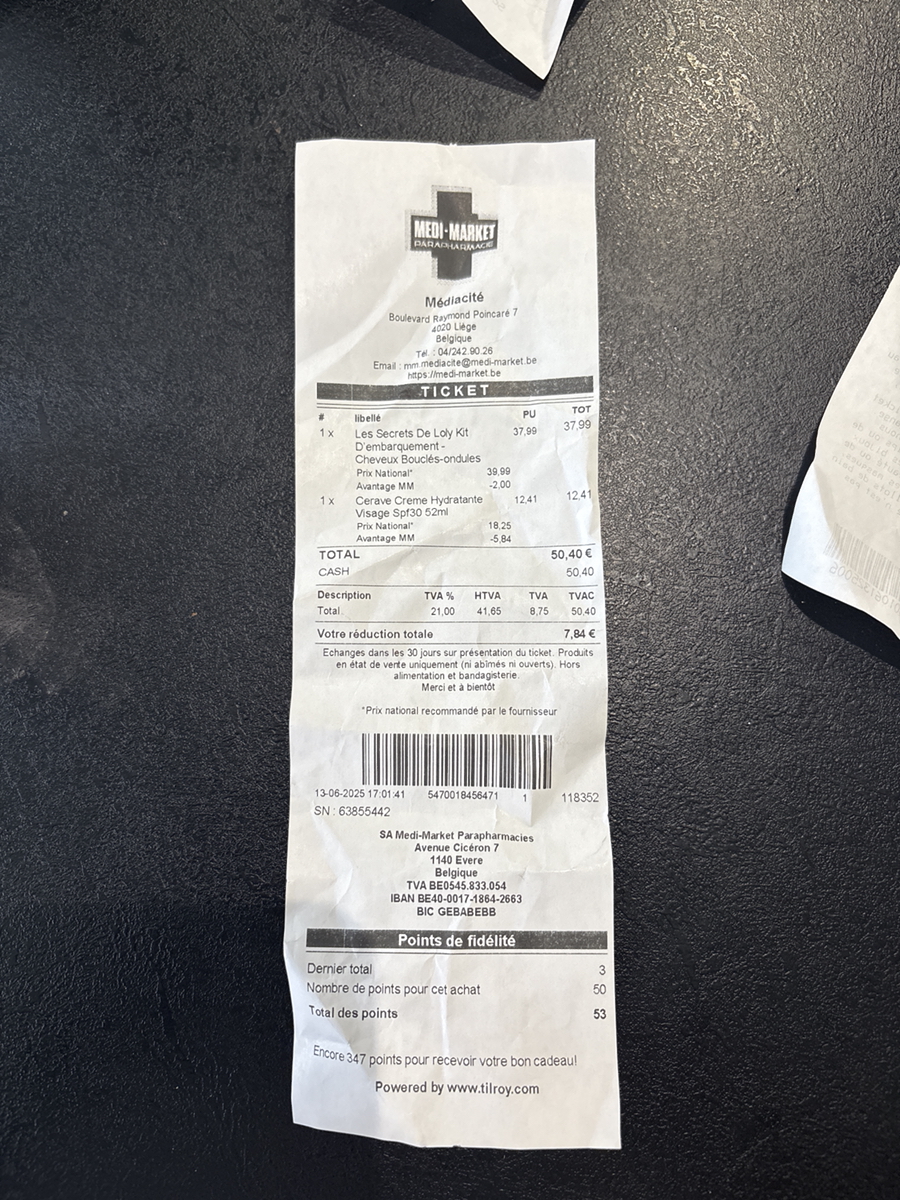 MEDI-MARKET
PARAPHARMACIE
Médiacité
Boulevard Raymond Poincaré 7
4020 Liège
Belgique
Tél. : 04/242.90.26
Email : mm.mediacite@medi-market.be
https://medi-market.be
TICKET
# libellé PU TOT
1 x Les Secrets De Loly Kit 37,99 37,99
D'embarquement -
Cheveux Bouclés-ondules
Prix National* 39,99
Avantage MM -2,00
1 x Cerave Creme Hydratante 12,41 12,41
Visage Spf30 52ml
Prix National* 18,25
Avantage MM -5,84
TOTAL 50,40 €
CASH 50,40
Description TVA % HTVA TVA TVAC
Total. 21,00 41,65 8,75 50,40
Votre réduction totale 7,84 €
Echanges dans les 30 jours sur présentation du ticket. Produits
en état de vente uniquement (ni abîmés ni ouverts). Hors
alimentation et bandagisterie.
Merci et à bientôt
*Prix national recommandé par le fournisseur
13-06-2025 17:01:41 5470018456471 1 118352
SN : 63855442
SA Medi-Market Parapharmacies
Avenue Cicéron 7
1140 Evere
Belgique
TVA BE0545.833.054
IBAN BE40-0017-1864-2663
BIC GEBABEBB
Points de fidélité
Dernier total 3
Nombre de points pour cet achat 50
Total des points 53
Encore 347 points pour recevoir votre bon cadeau!
Powered by www.tilroy.com